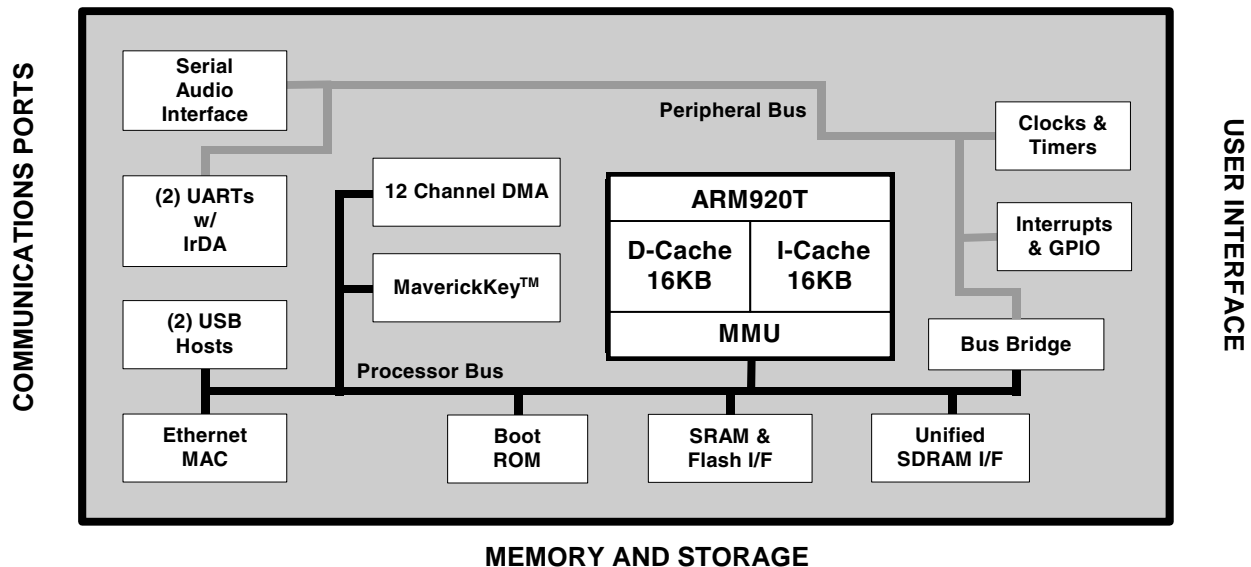 COMMUNICATIONS PORTS
Serial
Audio
Interface
Peripheral Bus
Clocks &
Timers
(2) UARTs
w/
IrDA
12 Channel DMA
ARM920T
D-Cache
16KB
I-Cache
16KB
MMU
Interrupts
& GPIO
MaverickKey™
(2) USB
Hosts
Bus Bridge
Processor Bus
Ethernet
MAC
Boot
ROM
SRAM &
Flash I/F
Unified
SDRAM I/F
USER INTERFACE
MEMORY AND STORAGE